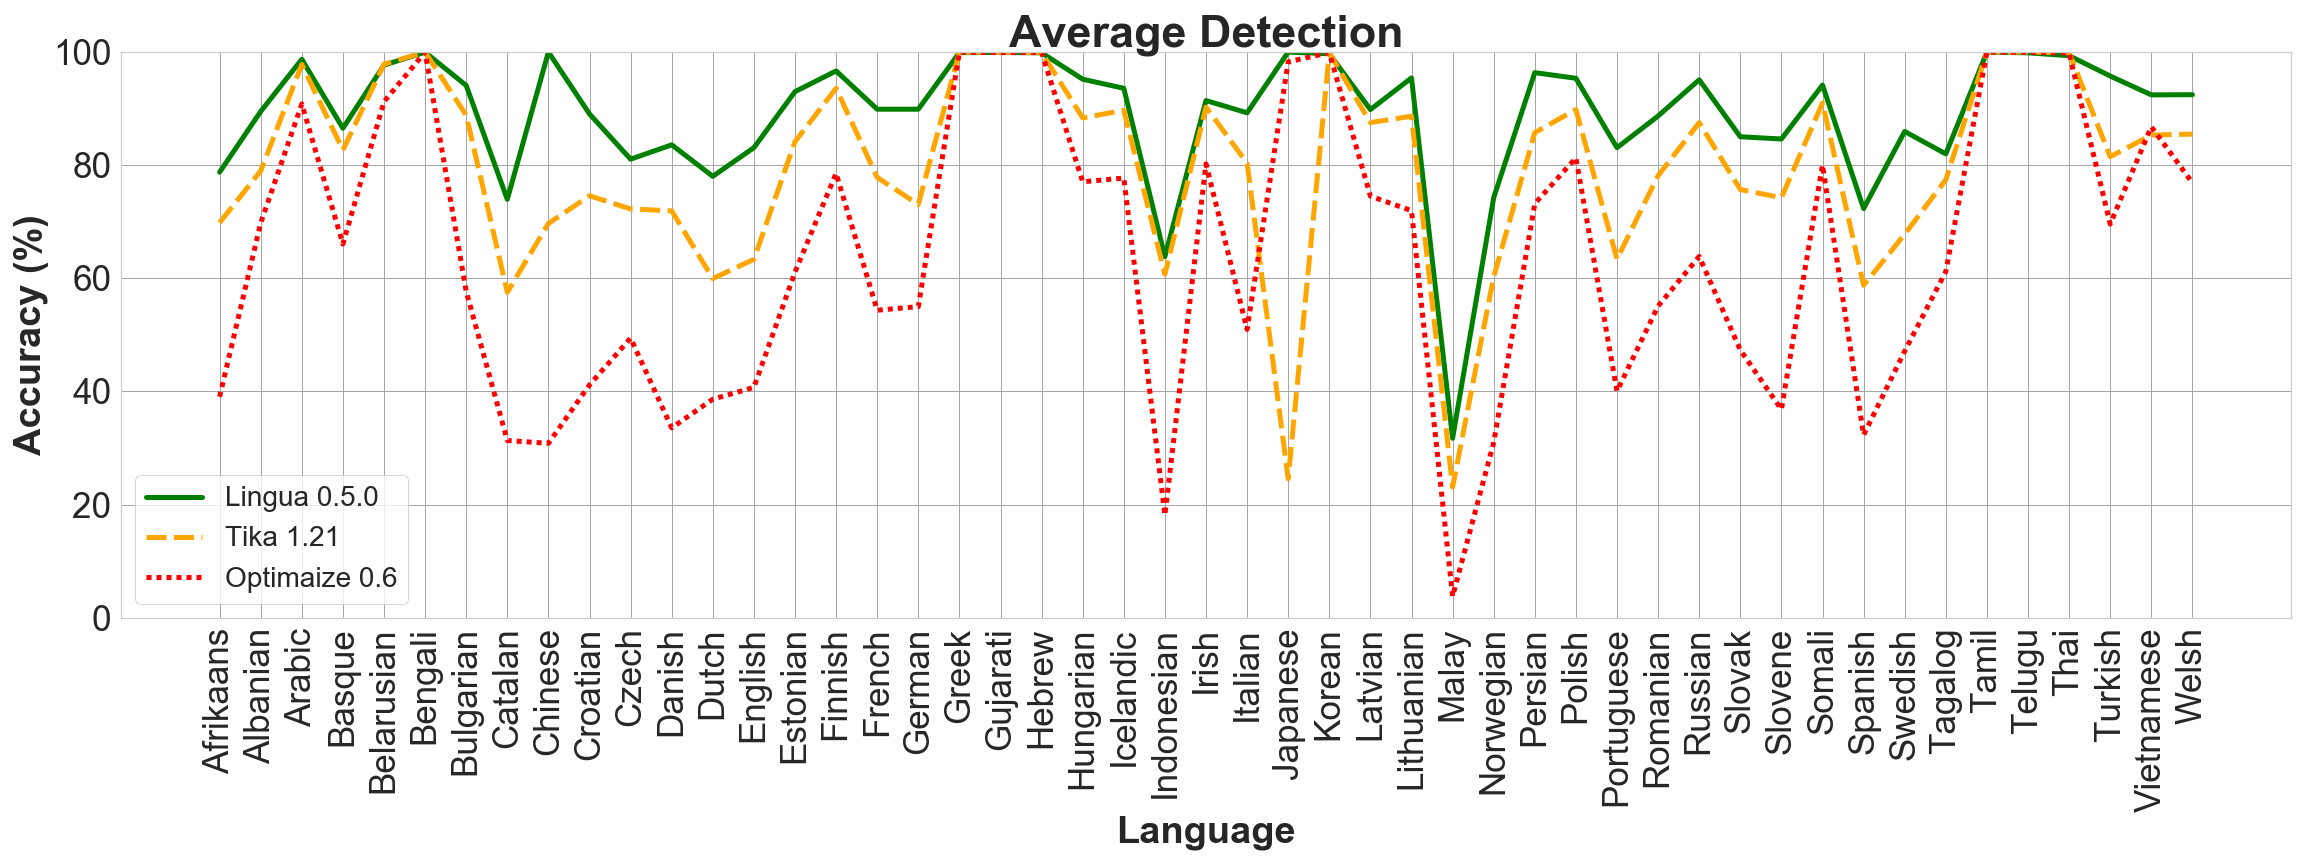 Average Detection
Accuracy (%)
100
80
60
40
20
0
Lingua 0.5.0
Tika 1.21
Optimaize 0.6
Afrikaans
Albanian
Arabic
Basque
Belarusian
Bengali
Bulgarian
Catalan
Chinese
Croatian
Czech
Danish
Dutch
English
Estonian
Finnish
French
German
Greek
Gujarati
Hebrew
Hungarian
Icelandic
Indonesian
Irish
Italian
Japanese
Korean
Latvian
Lithuanian
Malay
Norwegian
Persian
Polish
Portuguese
Romanian
Russian
Slovak
Slovene
Somali
Spanish
Swedish
Tagalog
Tamil
Telugu
Thai
Turkish
Vietnamese
Welsh
Language